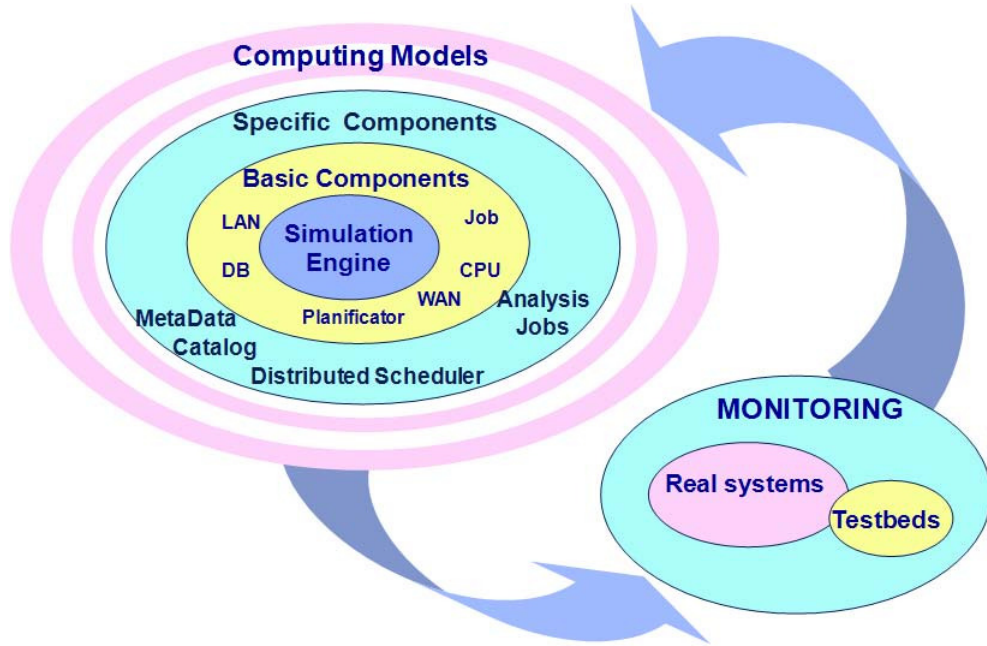 Computing Models
Specific Components
Basic Components
LAN
Job
Simulation
Engine
DB
CPU
WAN
Planificator
Analysis
Jobs
MetaData
Catalog
Distributed Scheduler
MONITORING
Real systems
Testbeds